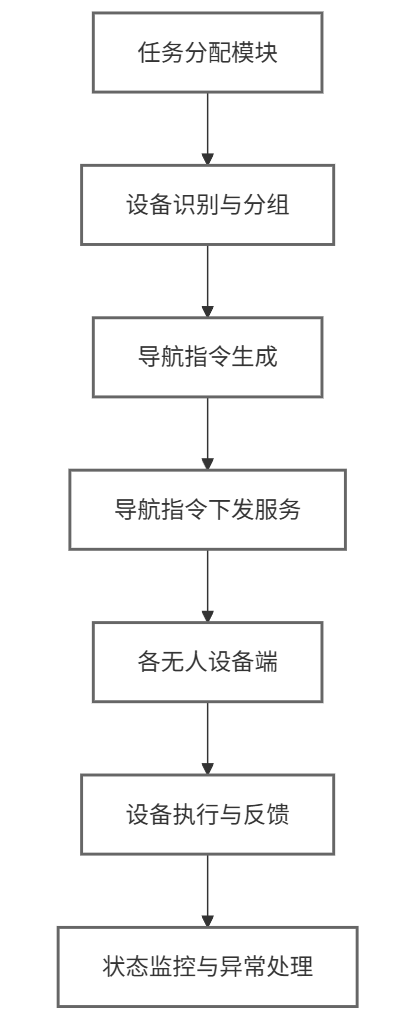 任务分配模块
设备识别与分组
导航指令生成
导航指令下发服务
各无人设备端
设备执行与反馈
状态监控与异常处理